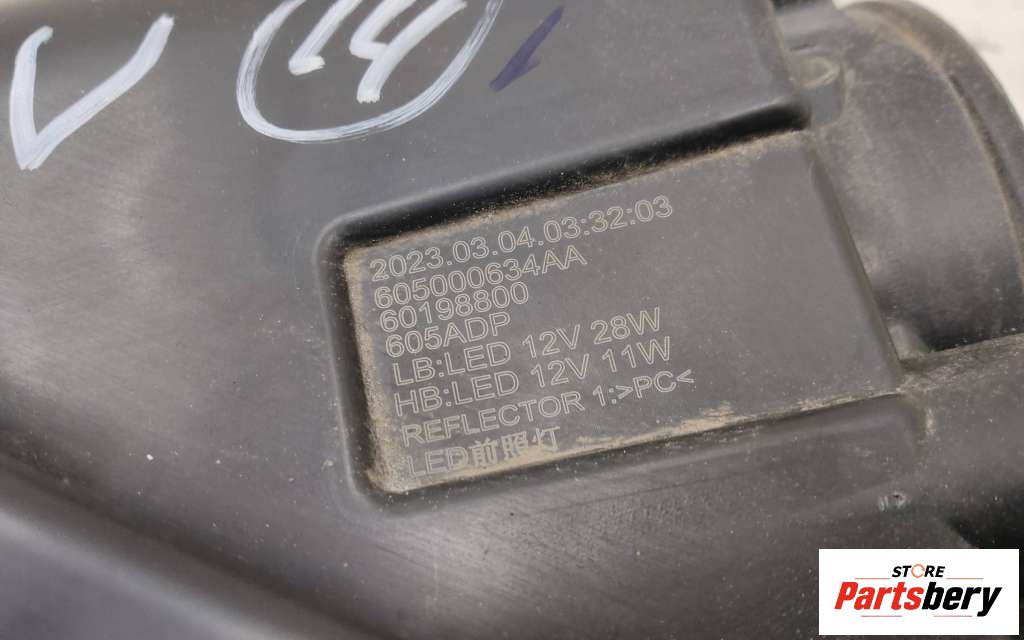 14
2023.03.04.03:32:03
605000634AA
60198800
605ADP
LB:LED 12V 28W
HB:LED 12V 11W
REFLECTOR 1:>PC<
LED前照灯
STORE
Partsbery